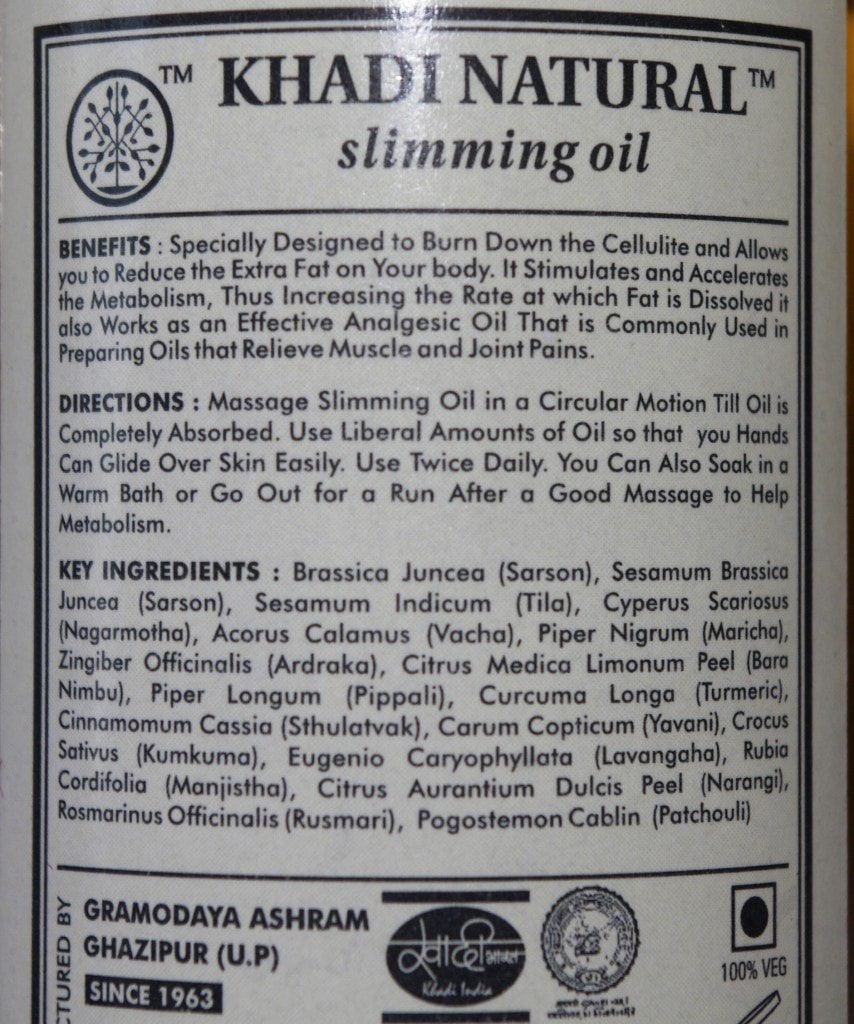 ™ KHADI NATURAL™
slimming oil
BENEFITS : Specially Designed to Burn Down the Cellulite and Allows
you to Reduce the Extra Fat on Your body. It Stimulates and Accelerates
the Metabolism, Thus Increasing the Rate at which Fat is Dissolved it
also Works as an Effective Analgesic Oil That is Commonly Used in
Preparing Oils that Relieve Muscle and Joint Pains.
DIRECTIONS : Massage Slimming Oil in a Circular Motion Till Oil is
Completely Absorbed. Use Liberal Amounts of Oil so that you Hands
Can Glide Over Skin Easily. Use Twice Daily. You Can Also Soak in a
Warm Bath or Go Out for a Run After a Good Massage to Help
Metabolism.
KEY INGREDIENTS : Brassica Juncea (Sarson), Sesamum Brassica
Juncea (Sarson), Sesamum Indicum (Tila), Cyperus Scariosus
(Nagarmotha), Acorus Calamus (Vacha), Piper Nigrum (Maricha),
Zingiber Officinalis (Ardraka), Citrus Medica Limonum Peel (Bara
Nimbu), Piper Longum (Pippali), Curcuma Longa (Turmeric),
Cinnamomum Cassia (Sthulatvak), Carum Copticum (Yavani), Crocus
Sativus (Kumkuma), Eugenio Caryophyllata (Lavangaha), Rubia
Cordifolia (Manjistha), Citrus Aurantium Dulcis Peel (Narangi),
Rosmarinus Officinalis (Rusmari), Pogostemon Cablin (Patchouli)
CTURED BY
GRAMODAYA ASHRAM
GHAZIPUR (U.P)
SINCE 1963
Khadi India
100% VEG